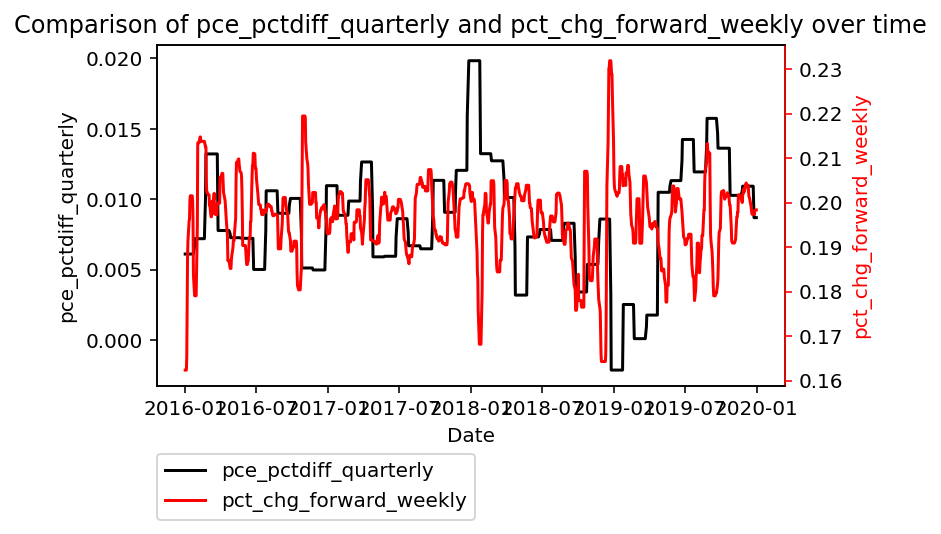 Comparison of pce_pctdiff_quarterly and pct_chg_forward_weekly over time
pce_pctdiff_quarterly
0.020
0.015
0.010
0.005
0.000
0.23
0.22
0.21
0.20
0.19
0.18
0.17
0.16
pct_chg_forward_weekly
2016-01 2016-07 2017-01 2017-07 2018-01 2018-07 2019-01 2019-07 2020-01
Date
pce_pctdiff_quarterly
pct_chg_forward_weekly